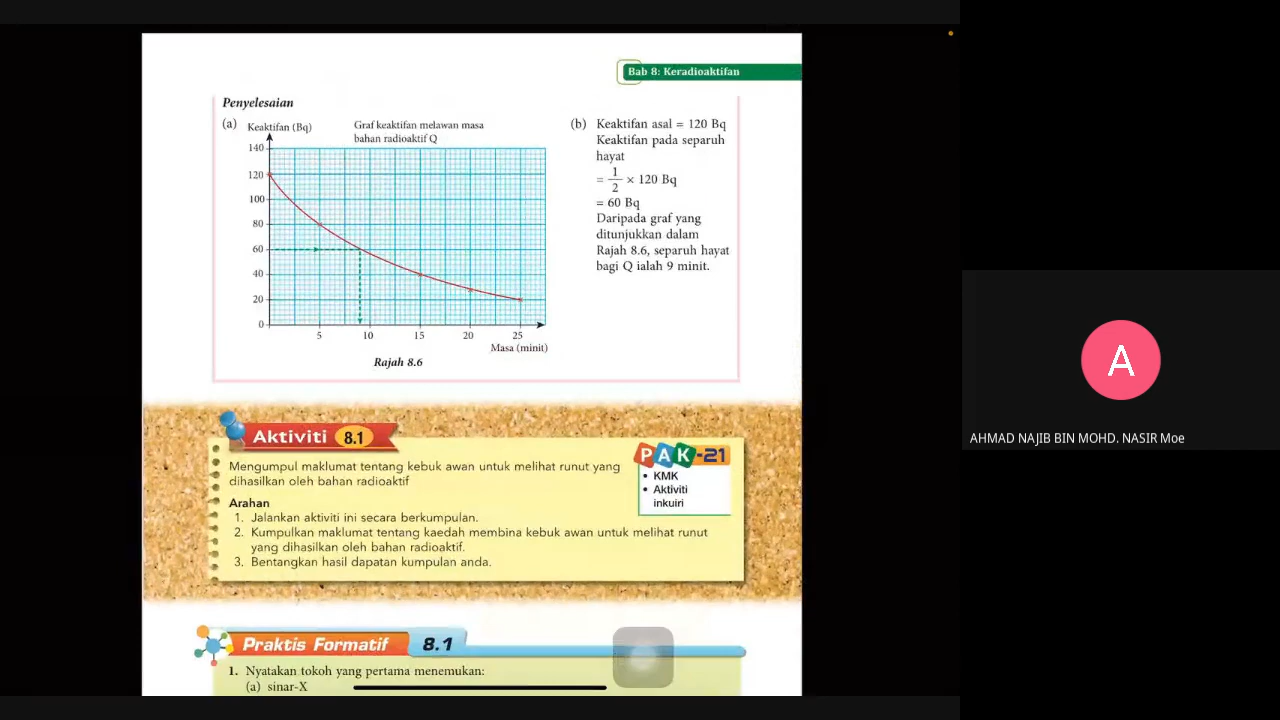 Bab 8: Keradioaktifan
Penyelesaian
(a) Keaktifan (Bq)
Graf keaktifan melawan masa
bahan radioaktif Q
140
120
100
80
60
40
20
0
5 10 15 20 25
Masa (minit)
Rajah 8.6
(b) Keaktifan asal = 120 Bq
Keaktifan pada separuh
hayat
= 1/2 × 120 Bq
= 60 Bq
Daripada graf yang
ditunjukkan dalam
Rajah 8.6, separuh hayat
bagi Q ialah 9 minit.
Aktiviti 8.1
Mengumpul maklumat tentang kebuk awan untuk melihat runut yang
dihasilkan oleh bahan radioaktif
Arahan
1. Jalankan aktiviti ini secara berkumpulan.
2. Kumpulkan maklumat tentang kaedah membina kebuk awan untuk melihat runut
yang dihasilkan oleh bahan radioaktif.
3. Bentangkan hasil dapatan kumpulan anda.
PAK-21
• KMK
• Aktiviti
inkuiri
Praktis Formatif 8.1
1. Nyatakan tokoh yang pertama menemukan:
(a) sinar-X
A
AHMAD NAJIB BIN MOHD. NASIR Moe